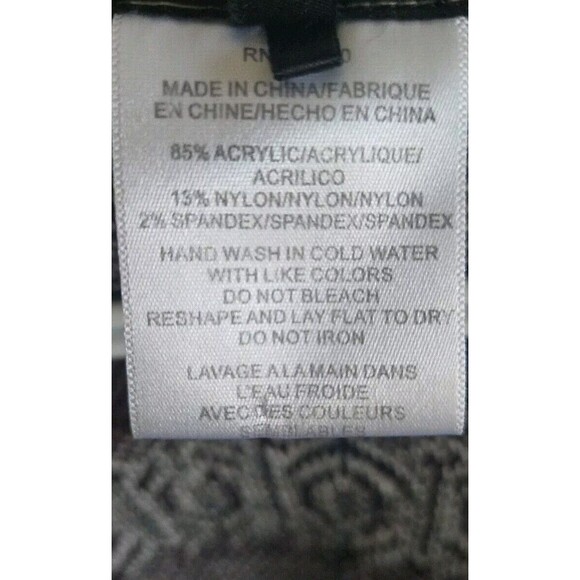 RN
MADE IN CHINA/FABRIQUE
EN CHINE/HECHO EN CHINA
85% ACRYLIC/ACRYLIQUE/
ACRILICO
13% NYLON/NYLON/NYLON
2% SPANDEX/SPANDEX/SPANDEX
HAND WASH IN COLD WATER
WITH LIKE COLORS
DO NOT BLEACH
RESHAPE AND LAY FLAT TO DRY
DO NOT IRON
LAVAGE A LA MAIN DANS
L'EAU FROIDE
AVEC DES COULEURS